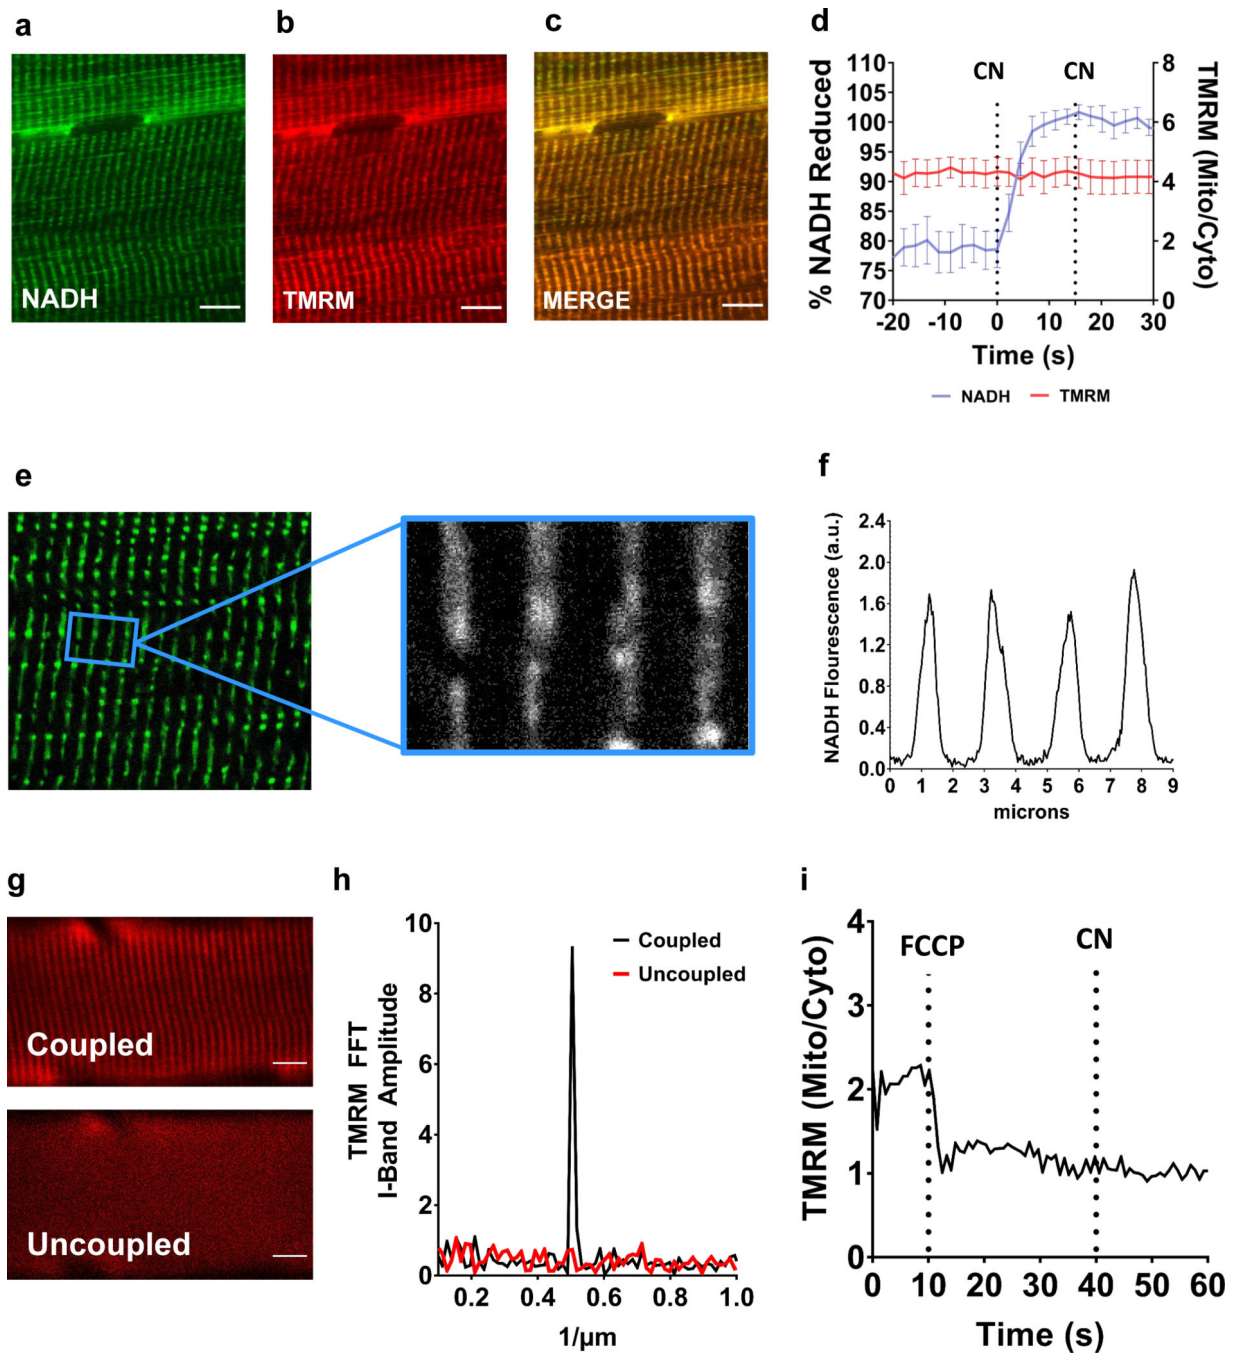 a
b
c
d
NADH
TMRM
MERGE
CN
CN
% NADH Reduced
110
105
100
95
90
85
80
75
70
8
6
4
2
0
TMRM (Mito/Cyto)
-20
-10
0
10
20
30
Time (s)
NADH
TMRM
e
f
NADH Flourescence (a.u.)
2.4
2.0
1.6
1.2
0.8
0.4
0.0
0
1
2
3
4
5
6
7
8
9
microns
g
Coupled
Uncoupled
h
TMRM FFT
I-Band Amplitude
10
8
6
4
2
0
Coupled
Uncoupled
0.2
0.4
0.6
0.8
1.0
1/µm
i
TMRM (Mito/Cyto)
4
3
2
1
0
FCCP
CN
0
10
20
30
40
50
60
Time (s)